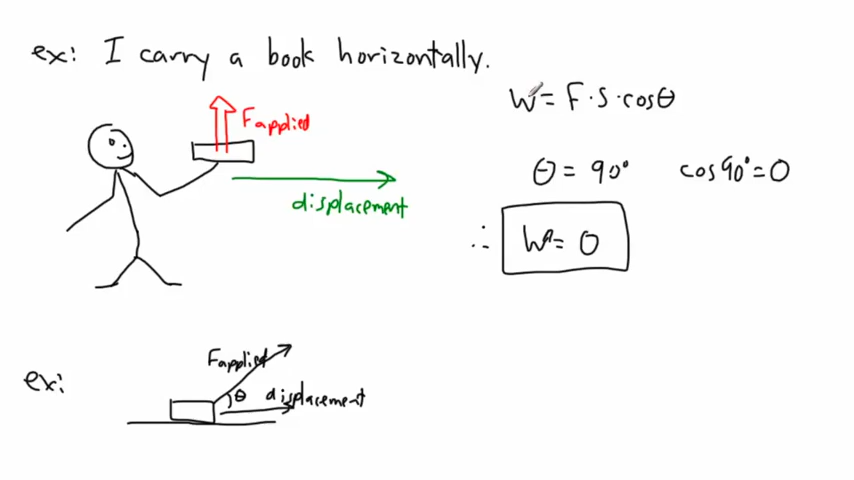 ex: I carry a book horizontally.
W = F · S · cosθ
Fapplied
θ = 90° cos 90° = 0
displacement
∴ W = 0
Fapplied
ex:
θ displacement